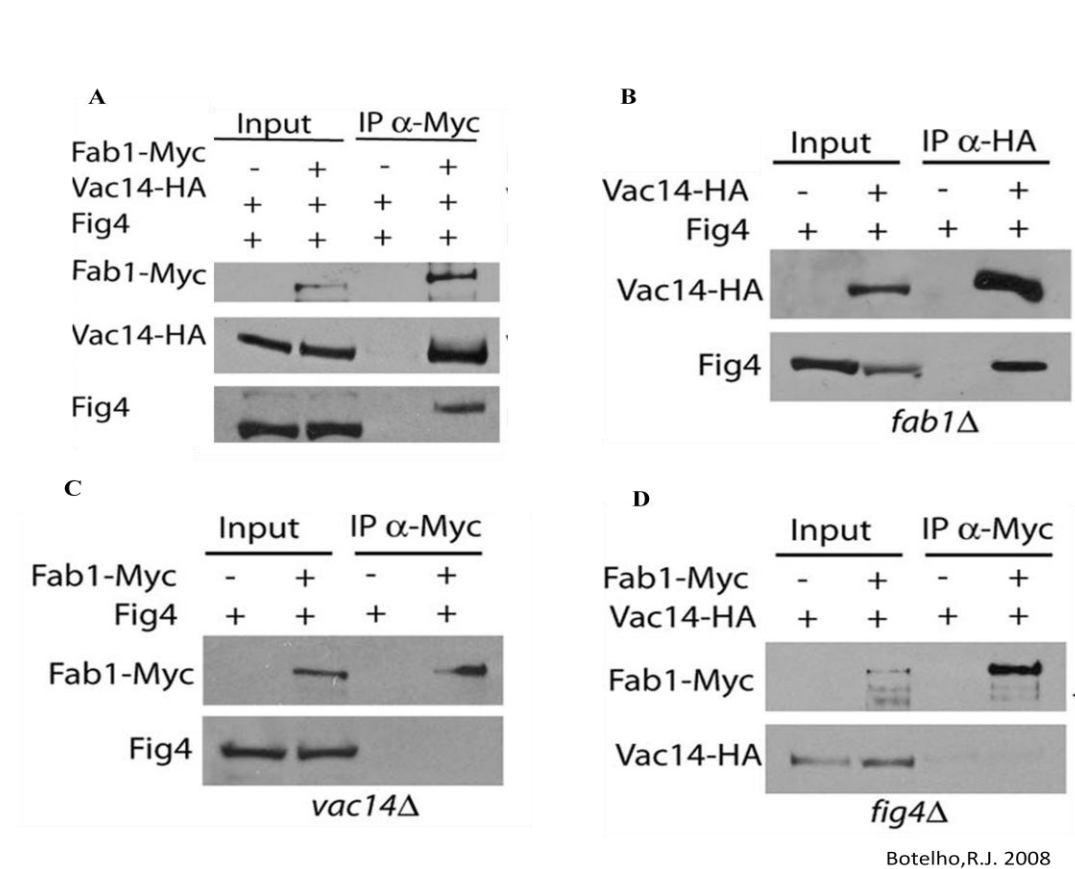 A
Input IP α-Myc
Fab1-Myc - + - +
Vac14-HA + + + +
Fig4 + + + +
Fab1-Myc
Vac14-HA
Fig4
B
Input IP α-HA
Vac14-HA - + - +
Fig4 + + + +
Vac14-HA
Fig4
fab1Δ
C
Input IP α-Myc
Fab1-Myc - + - +
Fig4 + + + +
Fab1-Myc
Fig4
vac14Δ
D
Input IP α-Myc
Fab1-Myc - + - +
Vac14-HA + + + +
Fab1-Myc
Vac14-HA
fig4Δ
Botelho,R.J. 2008